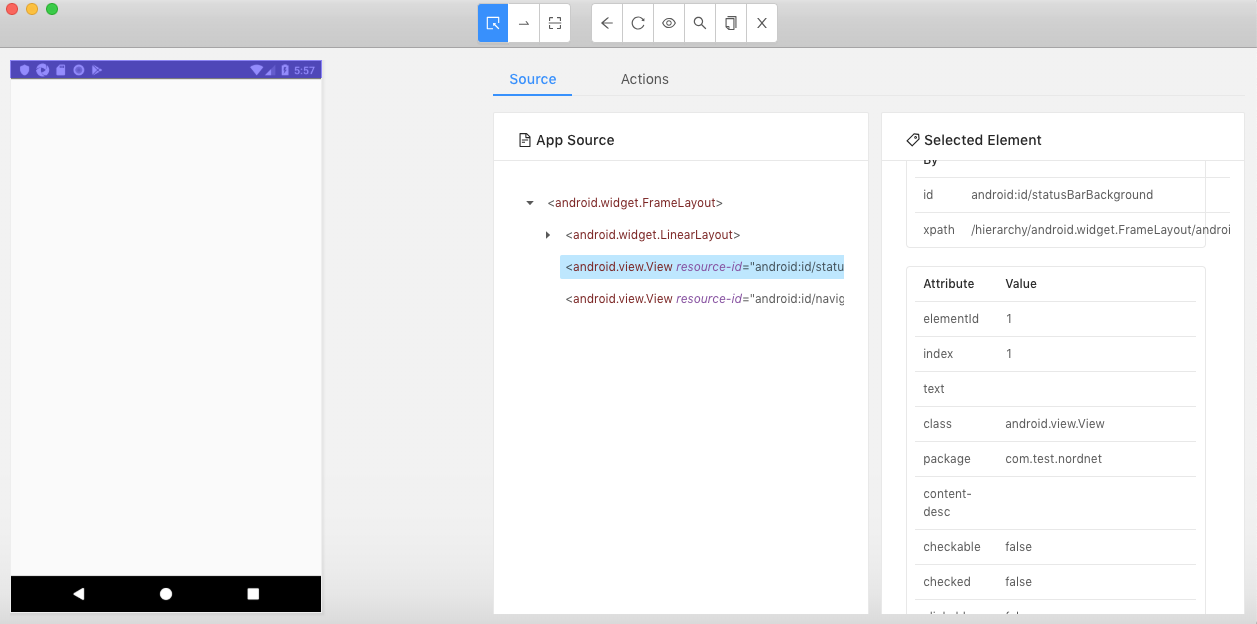 5:57
Source
Actions
App Source
<android.widget.FrameLayout>
<android.widget.LinearLayout>
<android.view.View resource-id="android:id/statu
<android.view.View resource-id="android:id/navig
Selected Element
By
id android:id/statusBarBackground
xpath /hierarchy/android.widget.FrameLayout/androi
Attribute Value
elementId 1
index 1
text
class android.view.View
package com.test.nordnet
content-
desc
checkable false
checked false